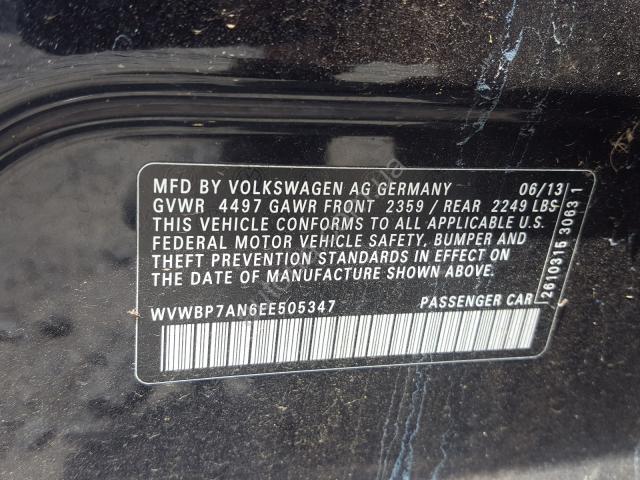 MFD BY VOLKSWAGEN AG GERMANY 06/13
GVWR 4497 GAWR FRONT 2359 / REAR 2249 LBS
THIS VEHICLE CONFORMS TO ALL APPLICABLE U.S.
FEDERAL MOTOR VEHICLE SAFETY, BUMPER AND
THEFT PREVENTION STANDARDS IN EFFECT ON
THE DATE OF MANUFACTURE SHOWN ABOVE.
WVWBP7AN6EE505347 PASSENGER CAR
2610315 3063 1